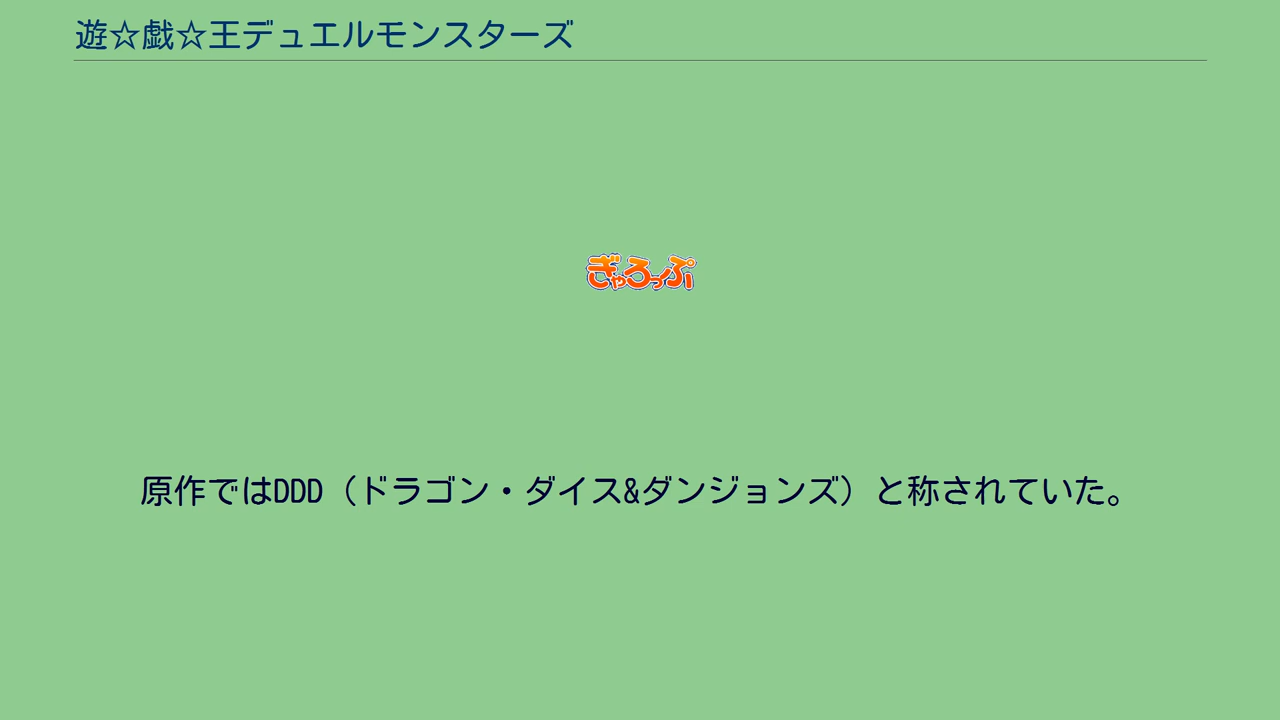 遊☆戯☆王デュエルモンスターズ
ぎゃろっぷ
原作ではDDD（ドラゴン・ダイス&ダンジョンズ）と称されていた。